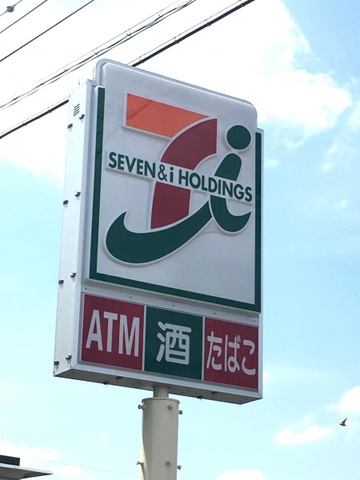 SEVEN & i HOLDINGS
ATM 酒 たばこ